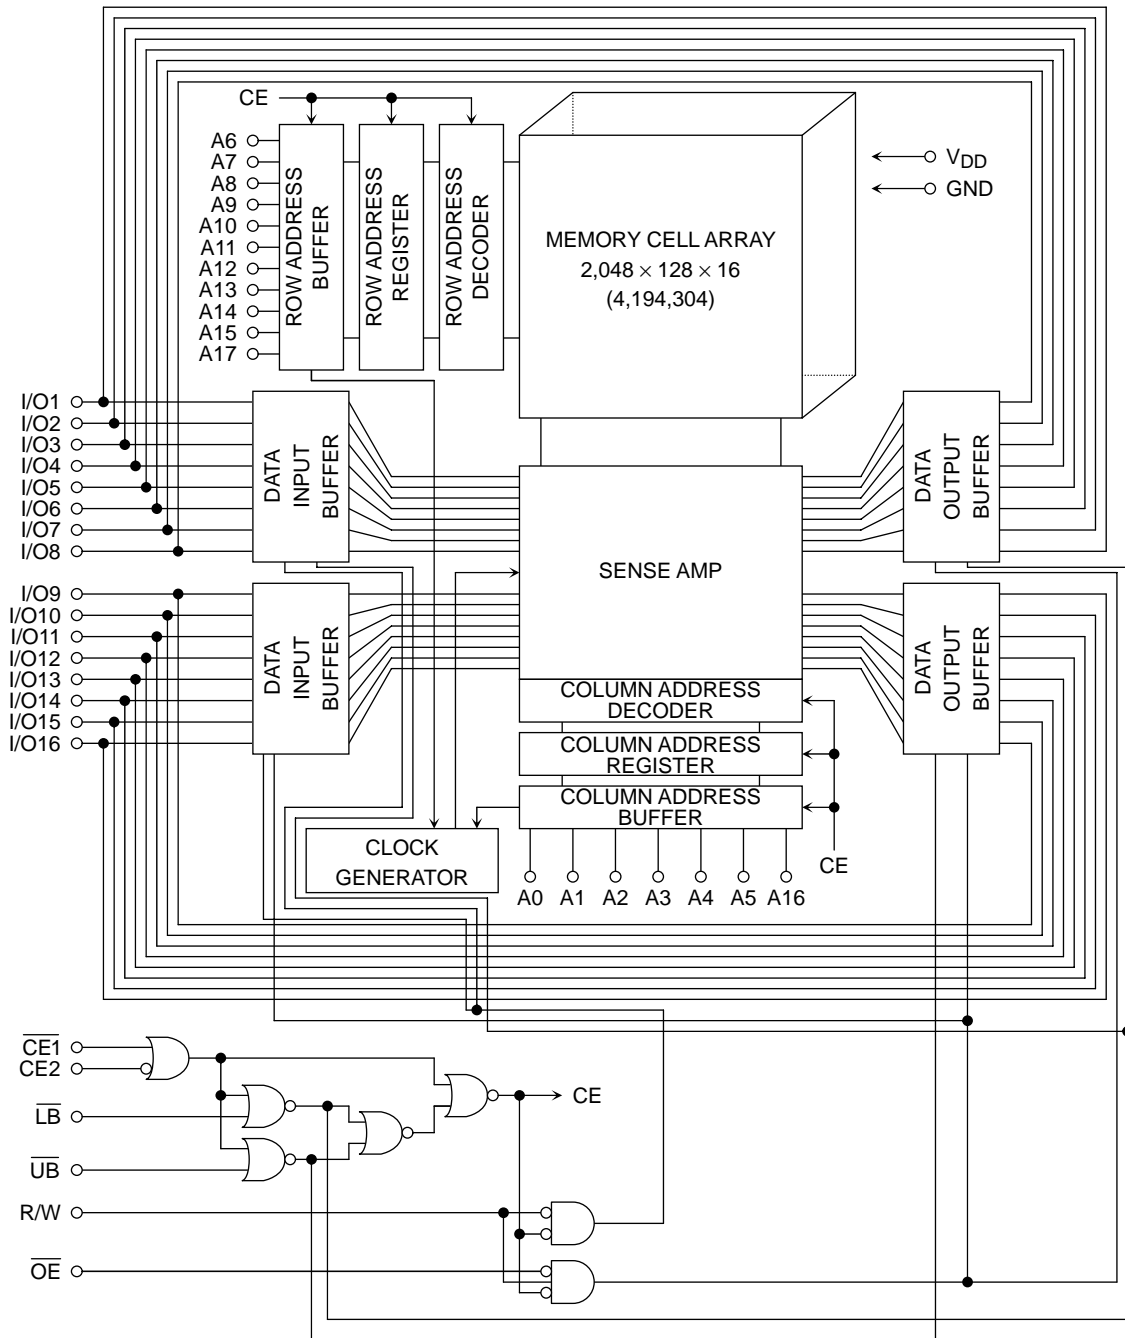 CE
A6
A7
A8
A9
A10
A11
A12
A13
A14
A15
A17
ROW ADDRESS
BUFFER
ROW ADDRESS
REGISTER
ROW ADDRESS
DECODER
MEMORY CELL ARRAY
2,048 × 128 × 16
(4,194,304)
VDD
GND
I/O1
I/O2
I/O3
I/O4
I/O5
I/O6
I/O7
I/O8
DATA
INPUT
BUFFER
SENSE AMP
DATA
OUTPUT
BUFFER
I/O9
I/O10
I/O11
I/O12
I/O13
I/O14
I/O15
I/O16
DATA
INPUT
BUFFER
DATA
OUTPUT
BUFFER
COLUMN ADDRESS
DECODER
COLUMN ADDRESS
REGISTER
COLUMN ADDRESS
BUFFER
CLOCK
GENERATOR
CE
A0 A1 A2 A3 A4 A5 A16
C̅E̅1̅
CE2
L̅B̅
U̅B̅
R/W
O̅E̅
CE